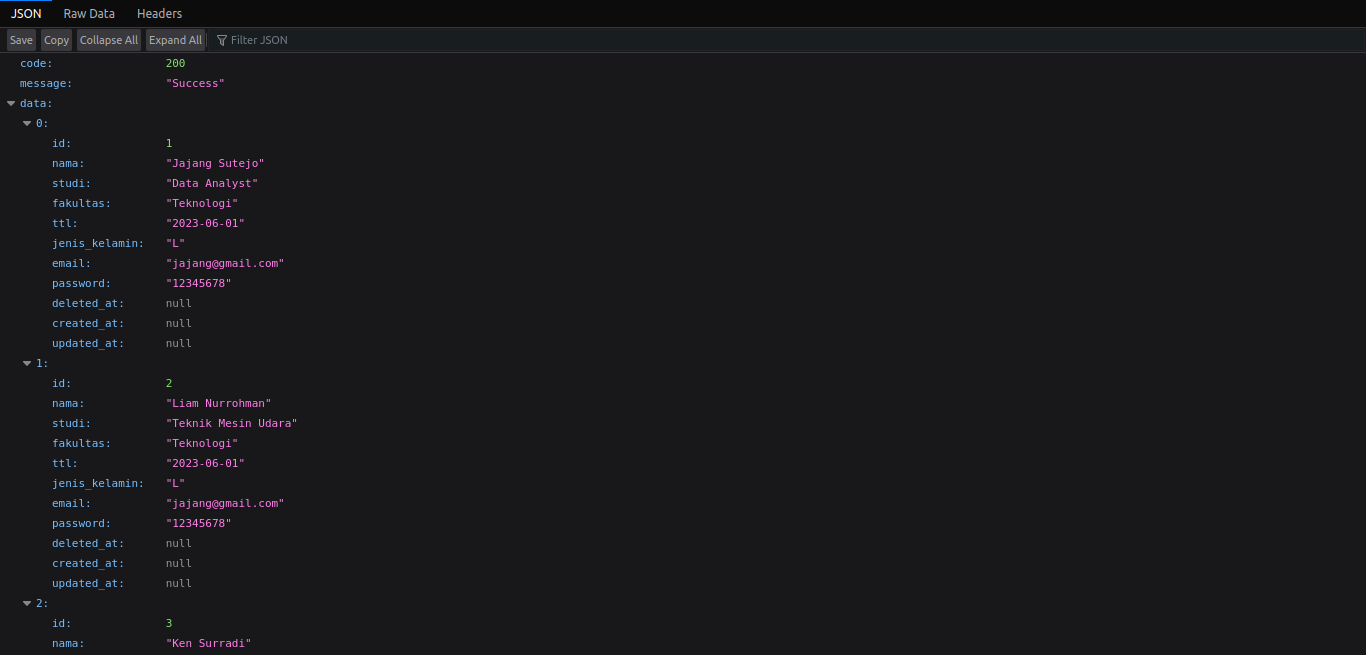 JSON Raw Data Headers
Save Copy Collapse All Expand All Filter JSON
code: 200
message: "Success"
data:
0:
id: 1
nama: "Jajang Sutejo"
studi: "Data Analyst"
fakultas: "Teknologi"
ttl: "2023-06-01"
jenis_kelamin: "L"
email: "jajang@gmail.com"
password: "12345678"
deleted_at: null
created_at: null
updated_at: null
1:
id: 2
nama: "Liam Nurrohman"
studi: "Teknik Mesin Udara"
fakultas: "Teknologi"
ttl: "2023-06-01"
jenis_kelamin: "L"
email: "jajang@gmail.com"
password: "12345678"
deleted_at: null
created_at: null
updated_at: null
2:
id: 3
nama: "Ken Surradi"